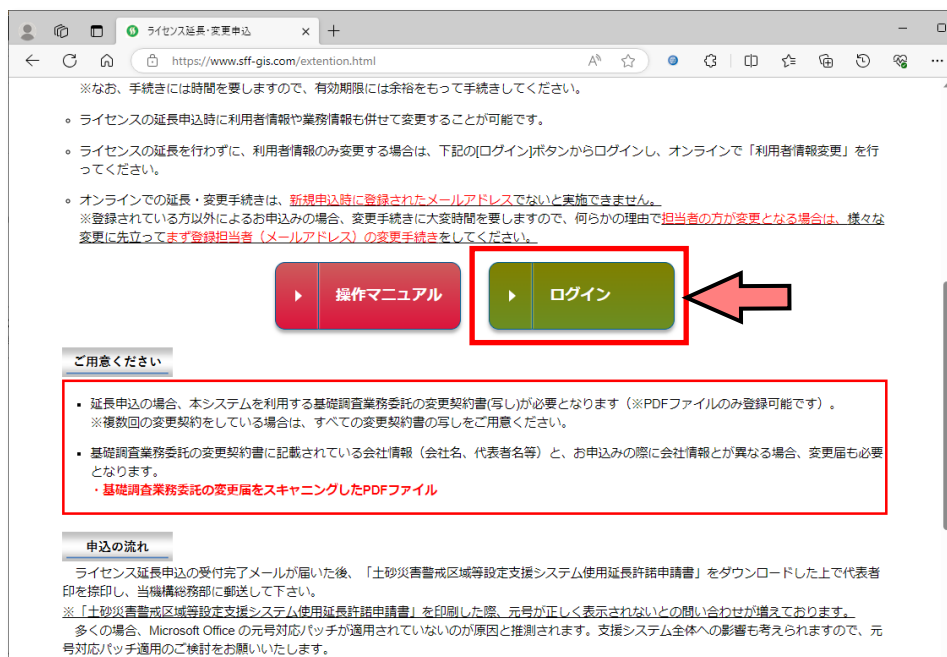 ライセンス延長・変更申込
https://www.sff-gis.com/extention.html
※なお、手続きには時間を要しますので、有効期限には余裕をもって手続きしてください。
ライセンスの延長申込時に利用者情報や業務情報も併せて変更することが可能です。
ライセンスの延長を行わずに、利用者情報のみ変更する場合は、下記の[ログイン]ボタンからログインし、オンラインで「利用者情報変更」を行
ってください。
オンラインでの延長・変更手続きは、新規申込時に登録されたメールアドレスでないと実施できません。
※登録されている方以外によるお申込みの場合、変更手続きに大変時間を要しますので、何らかの理由で担当者の方が変更となる場合は、様々な
変更に先立ってまず登録担当者（メールアドレス）の変更手続きをしてください。
操作マニュアル
ログイン
ご用意ください
延長申込の場合、本システムを利用する基礎調査業務委託の変更契約書(写し)が必要となります（※PDFファイルのみ登録可能です）。
※複数回の変更契約をしている場合は、すべての変更契約書の写しをご用意ください。
基礎調査業務委託の変更契約書に記載されている会社情報（会社名、代表者名等）と、お申込みの際に会社情報とが異なる場合、変更届も必要
となります。
・基礎調査業務委託の変更届をスキャニングしたPDFファイル
申込の流れ
ライセンス延長申込の受付完了メールが届いた後、「土砂災害警戒区域等設定支援システム使用延長許諾申請書」をダウンロードした上で代表者
印を捺印し、当機構総務部に郵送して下さい。
※「土砂災害警戒区域等設定支援システム使用延長許諾申請書」を印刷した際、元号が正しく表示されないとの問い合わせが増えております。
多くの場合、Microsoft Office の元号対応パッチが適用されていないのが原因と推測されます。支援システム全体への影響も考えられますので、元
号対応パッチ適用のご検討をお願いいたします。